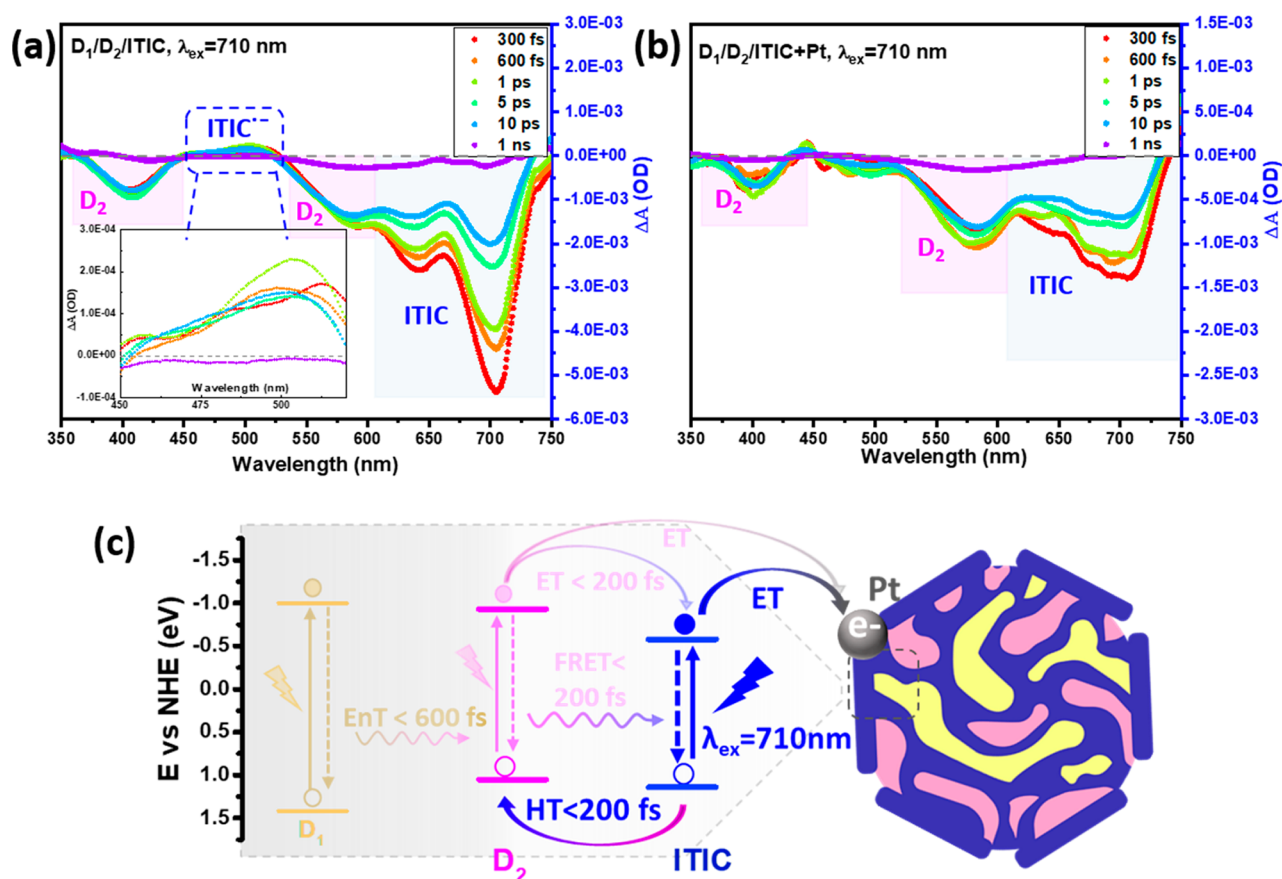 (a)
D₁/D₂/ITIC, λₑₓ=710 nm
300 fs
600 fs
1 ps
5 ps
10 ps
1 ns
ITIC˙⁻
D₂
D₂
ITIC
3.0E-04
2.0E-04
1.0E-04
0.0E+00
-1.0E-04
ΔA (OD)
Wavelength (nm)
450
475
500
3.0E-03
2.0E-03
1.0E-03
0.0E+00
-1.0E-03
-2.0E-03
-3.0E-03
-4.0E-03
-5.0E-03
-6.0E-03
ΔA (OD)
350
400
450
500
550
600
650
700
750
Wavelength (nm)
(b)
D₁/D₂/ITIC+Pt, λₑₓ=710 nm
300 fs
600 fs
1 ps
5 ps
10 ps
1 ns
D₂
D₂
ITIC
1.5E-03
1.0E-03
5.0E-04
0.0E+00
-5.0E-04
-1.0E-03
-1.5E-03
-2.0E-03
-2.5E-03
-3.0E-03
ΔA (OD)
350
400
450
500
550
600
650
700
750
Wavelength (nm)
(c)
E vs NHE (eV)
-1.5
-1.0
-0.5
0.0
0.5
1.0
1.5
D₁
EnT < 600 fs
ET
ET < 200 fs
FRET<
200 fs
HT<200 fs
D₂
ET
λₑₓ=710nm
ITIC
Pt
e-